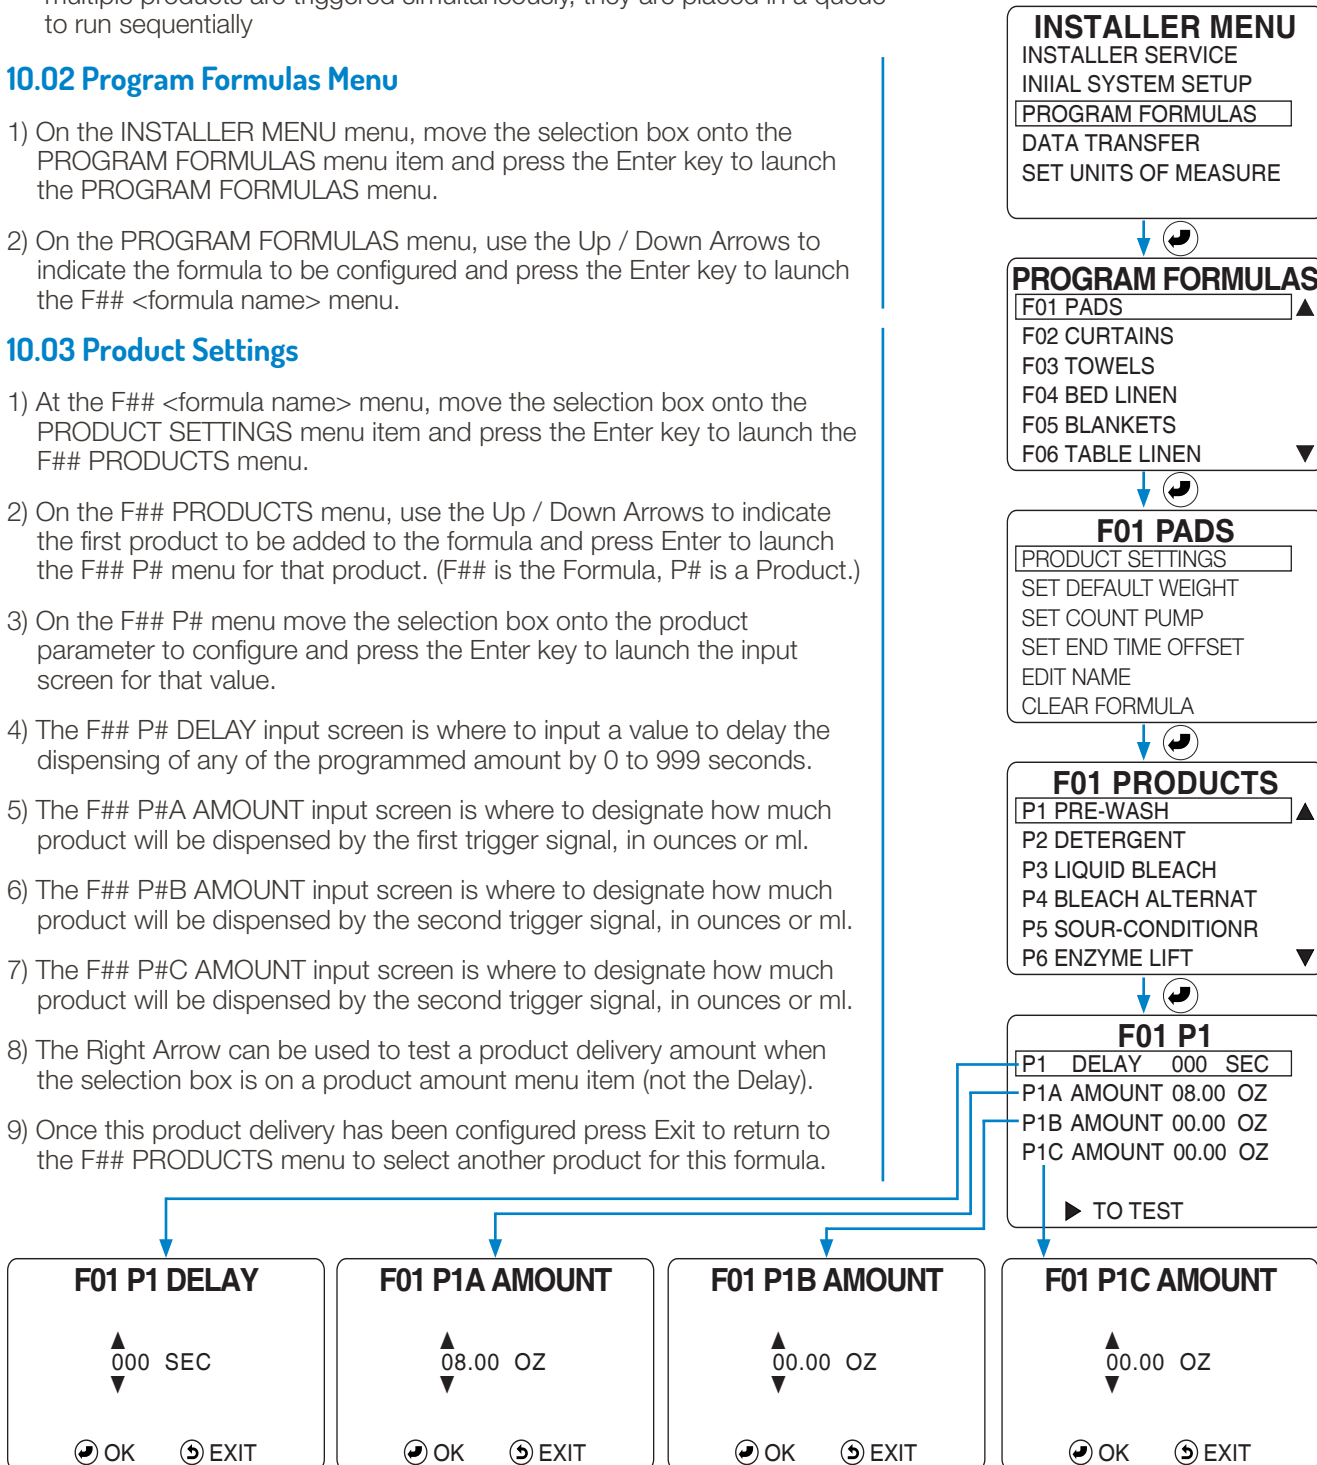 multiple products are triggered simultaneously, they are placed in a queue
to run sequentially
10.02 Program Formulas Menu
1) On the INSTALLER MENU menu, move the selection box onto the
PROGRAM FORMULAS menu item and press the Enter key to launch
the PROGRAM FORMULAS menu.
2) On the PROGRAM FORMULAS menu, use the Up / Down Arrows to
indicate the formula to be configured and press the Enter key to launch
the F## <formula name> menu.
10.03 Product Settings
1) At the F## <formula name> menu, move the selection box onto the
PRODUCT SETTINGS menu item and press the Enter key to launch the
F## PRODUCTS menu.
2) On the F## PRODUCTS menu, use the Up / Down Arrows to indicate
the first product to be added to the formula and press Enter to launch
the F## P# menu for that product. (F## is the Formula, P# is a Product.)
3) On the F## P# menu move the selection box onto the product
parameter to configure and press the Enter key to launch the input
screen for that value.
4) The F## P# DELAY input screen is where to input a value to delay the
dispensing of any of the programmed amount by 0 to 999 seconds.
5) The F## P#A AMOUNT input screen is where to designate how much
product will be dispensed by the first trigger signal, in ounces or ml.
6) The F## P#B AMOUNT input screen is where to designate how much
product will be dispensed by the second trigger signal, in ounces or ml.
7) The F## P#C AMOUNT input screen is where to designate how much
product will be dispensed by the second trigger signal, in ounces or ml.
8) The Right Arrow can be used to test a product delivery amount when
the selection box is on a product amount menu item (not the Delay).
9) Once this product delivery has been configured press Exit to return to
the F## PRODUCTS menu to select another product for this formula.
INSTALLER MENU
INSTALLER SERVICE
INIIAL SYSTEM SETUP
PROGRAM FORMULAS
DATA TRANSFER
SET UNITS OF MEASURE
PROGRAM FORMULAS
F01 PADS
F02 CURTAINS
F03 TOWELS
F04 BED LINEN
F05 BLANKETS
F06 TABLE LINEN
F01 PADS
PRODUCT SETTINGS
SET DEFAULT WEIGHT
SET COUNT PUMP
SET END TIME OFFSET
EDIT NAME
CLEAR FORMULA
F01 PRODUCTS
P1 PRE-WASH
P2 DETERGENT
P3 LIQUID BLEACH
P4 BLEACH ALTERNAT
P5 SOUR-CONDITIONR
P6 ENZYME LIFT
F01 P1
P1 DELAY 000 SEC
P1A AMOUNT 08.00 OZ
P1B AMOUNT 00.00 OZ
P1C AMOUNT 00.00 OZ
TO TEST
F01 P1 DELAY
000 SEC
OK EXIT
F01 P1A AMOUNT
08.00 OZ
OK EXIT
F01 P1B AMOUNT
00.00 OZ
OK EXIT
F01 P1C AMOUNT
00.00 OZ
OK EXIT